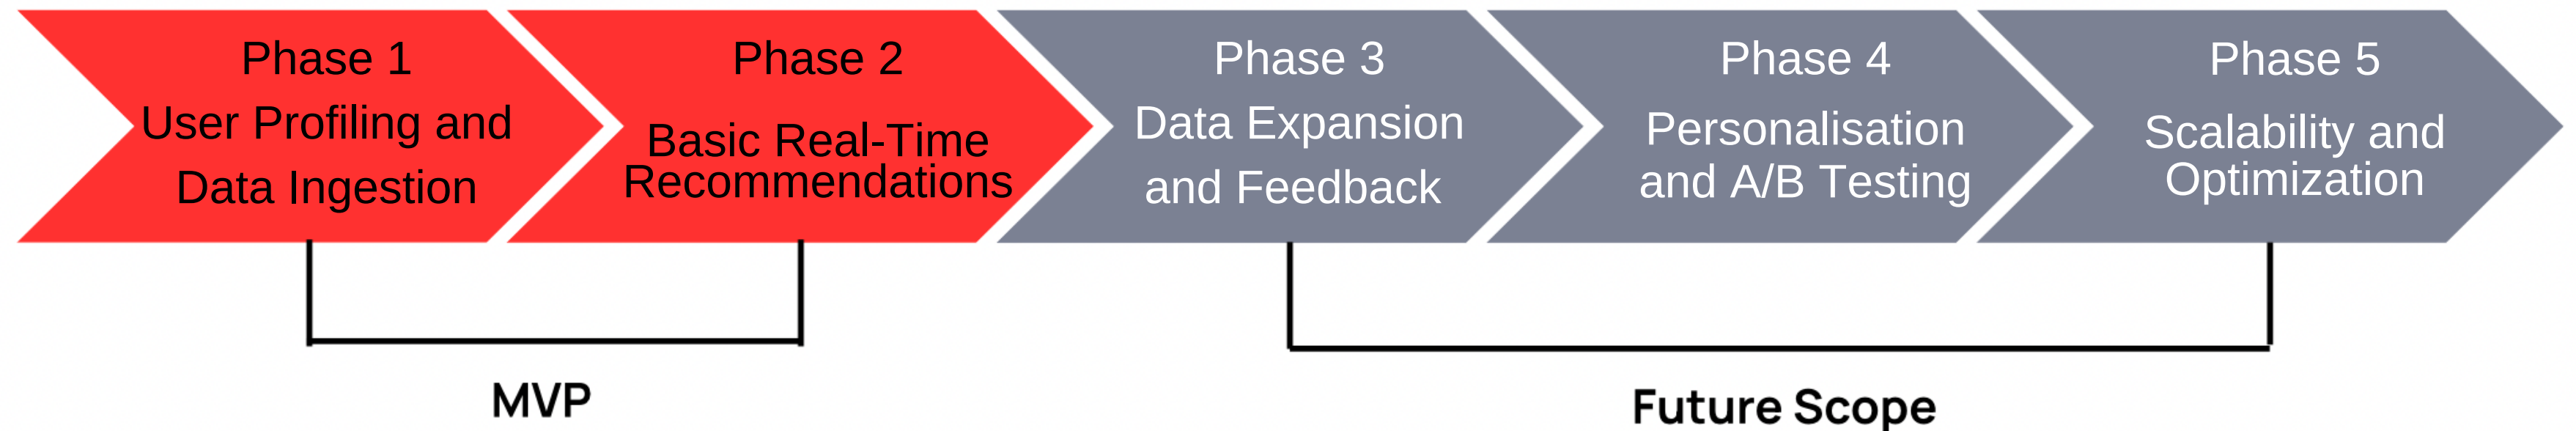 Phase 1
User Profiling and
Data Ingestion
Phase 2
Basic Real-Time
Recommendations
Phase 3
Data Expansion
and Feedback
Phase 4
Personalisation
and A/B Testing
Phase 5
Scalability and
Optimization
MVP
Future Scope